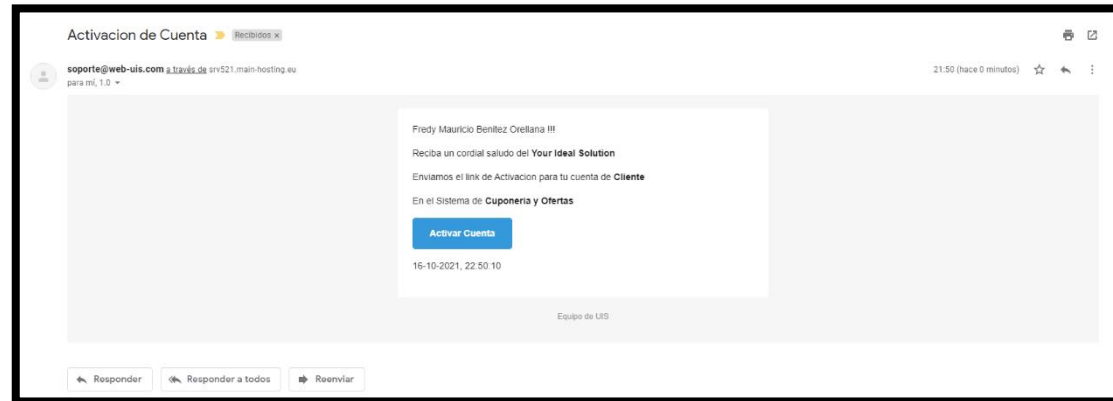 Activacion de Cuenta Recibidos x
soporte@web-uis.com a través de srv521.main-hosting.eu 21:50 (hace 0 minutos)
para mí, 1.0
Fredy Mauricio Benitez Orellana !!!
Reciba un cordial saludo del Your Ideal Solution
Enviamos el link de Activacion para tu cuenta de Cliente
En el Sistema de Cuponeria y Ofertas
Activar Cuenta
16-10-2021, 22:50:10
Equipo de UIS
Responder Responder a todos Reenviar